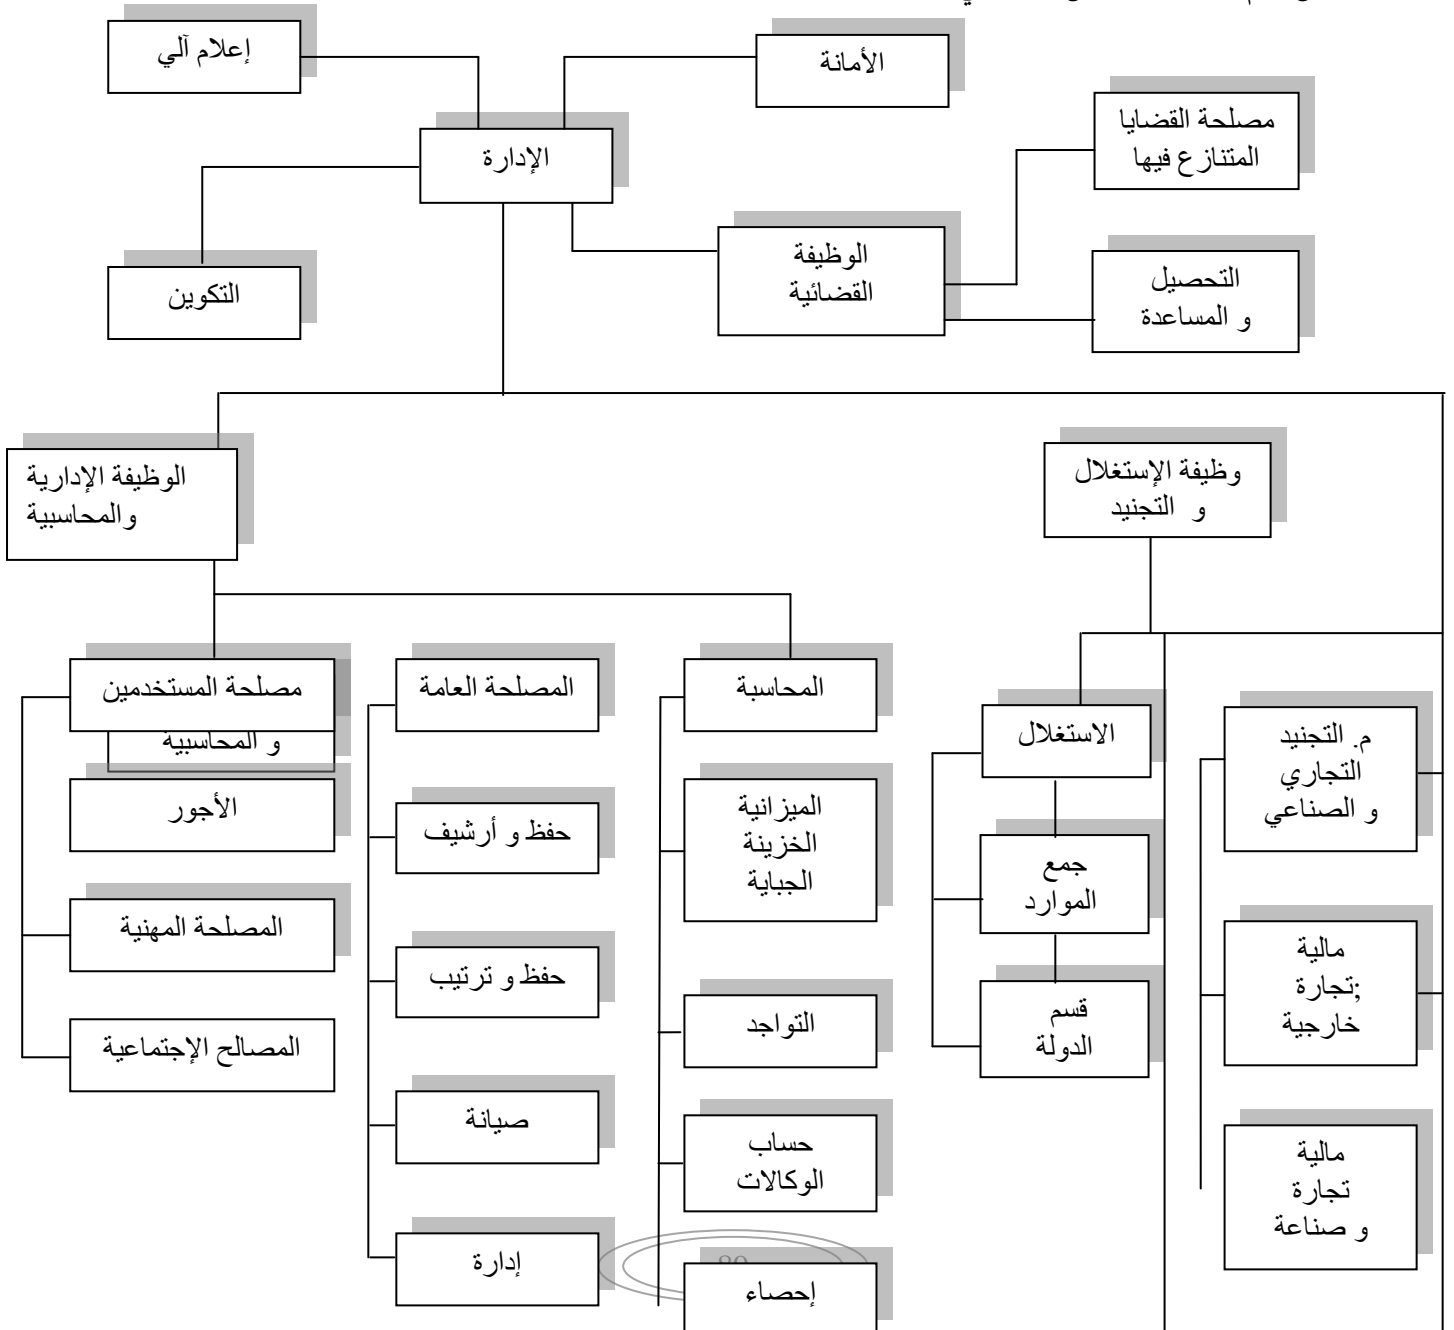 إعلام آلي
الأمانة
مصلحة القضايا
المتنازع فيها
الإدارة
الوظيفة
القضائية
التحصيل
و المساعدة
التكوين
وظيفة الإستغلال
و التجنيد
الوظيفة الإدارية
والمحاسبية
م. التجنيد
التجاري
و الصناعي
الاستغلال
المحاسبة
المصلحة العامة
مصلحة المستخدمين
و المحاسبية
الميزانية
الخزينة
الجباية
حفظ و أرشيف
الأجور
جمع
الموارد
مالية
تجارة;
خارجية
المصلحة المهنية
حفظ و ترتيب
التواجد
قسم
الدولة
المصالح الإجتماعية
صيانة
حساب
الوكالات
مالية
تجارة
و صناعة
إدارة
إحصاء